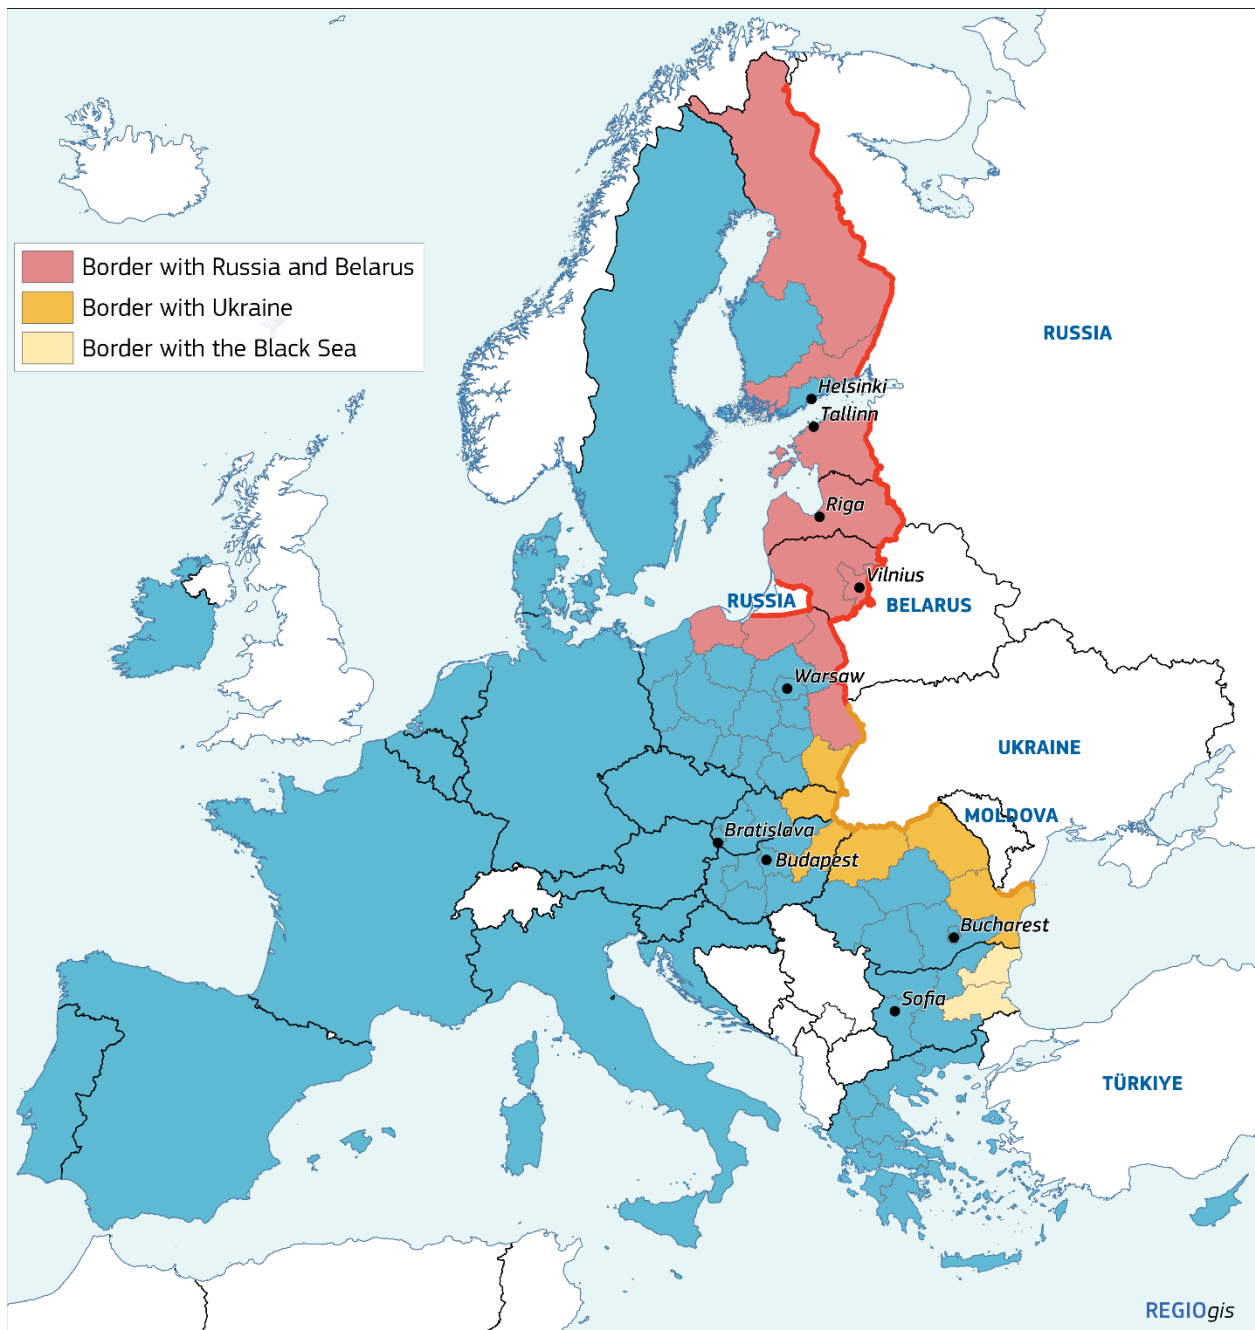 Border with Russia and Belarus
Border with Ukraine
Border with the Black Sea
RUSSIA
Helsinki
Tallinn
Riga
Vilnius
RUSSIA
BELARUS
Warsaw
UKRAINE
MOLDOVA
Bratislava
Budapest
Bucharest
Sofia
TÜRKIYE
REGIOgis